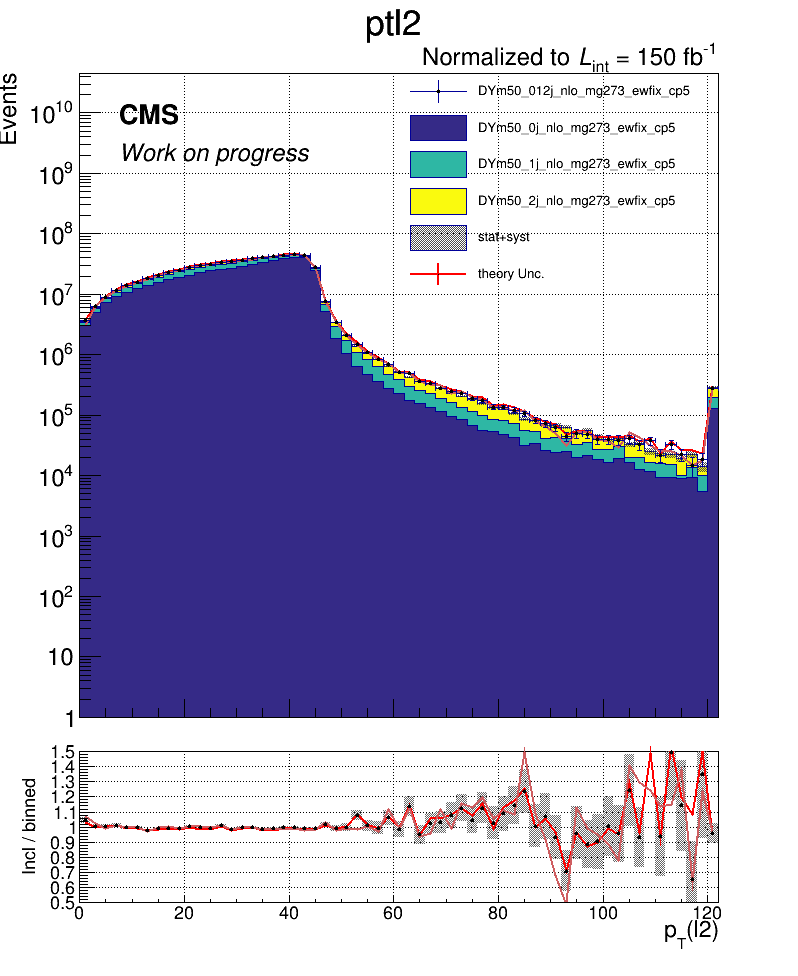 ptl2
Normalized to Lint = 150 fb-1
Events
CMS
Work on progress
DYm50_012j_nlo_mg273_ewfix_cp5
DYm50_0j_nlo_mg273_ewfix_cp5
DYm50_1j_nlo_mg273_ewfix_cp5
DYm50_2j_nlo_mg273_ewfix_cp5
stat+syst
theory Unc.
10^10
10^9
10^8
10^7
10^6
10^5
10^4
10^3
10^2
10
1
Incl / binned
1.5
1.4
1.3
1.2
1.1
1
0.9
0.8
0.7
0.6
0.5
0 20 40 60 80 100 120
pT(l2)